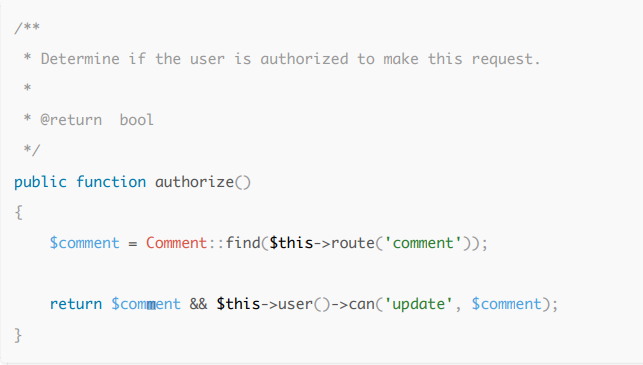 /**
 * Determine if the user is authorized to make this request.
 *
 * @return  bool
 */
public function authorize()
{
    $comment = Comment::find($this->route('comment'));

    return $comment && $this->user()->can('update', $comment);
}